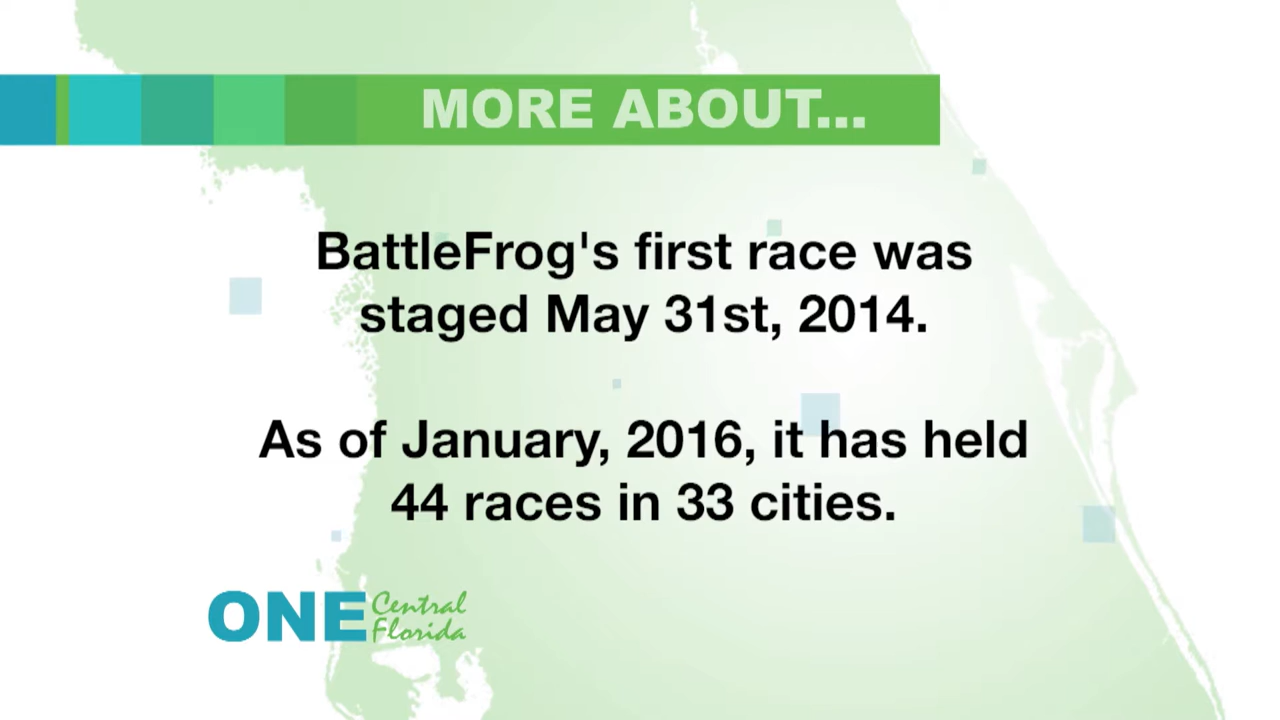 MORE ABOUT...
BattleFrog's first race was
staged May 31st, 2014.
As of January, 2016, it has held
44 races in 33 cities.
ONE Central
Florida